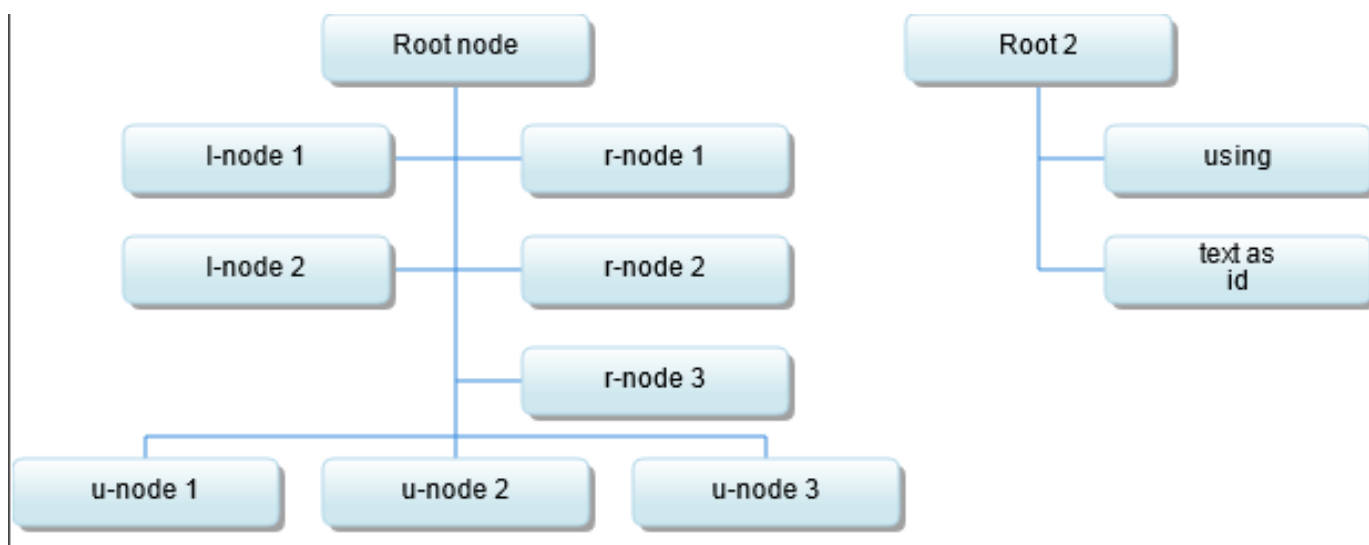 Root node
Root 2
l-node 1
r-node 1
using
l-node 2
r-node 2
text as
id
r-node 3
u-node 1
u-node 2
u-node 3